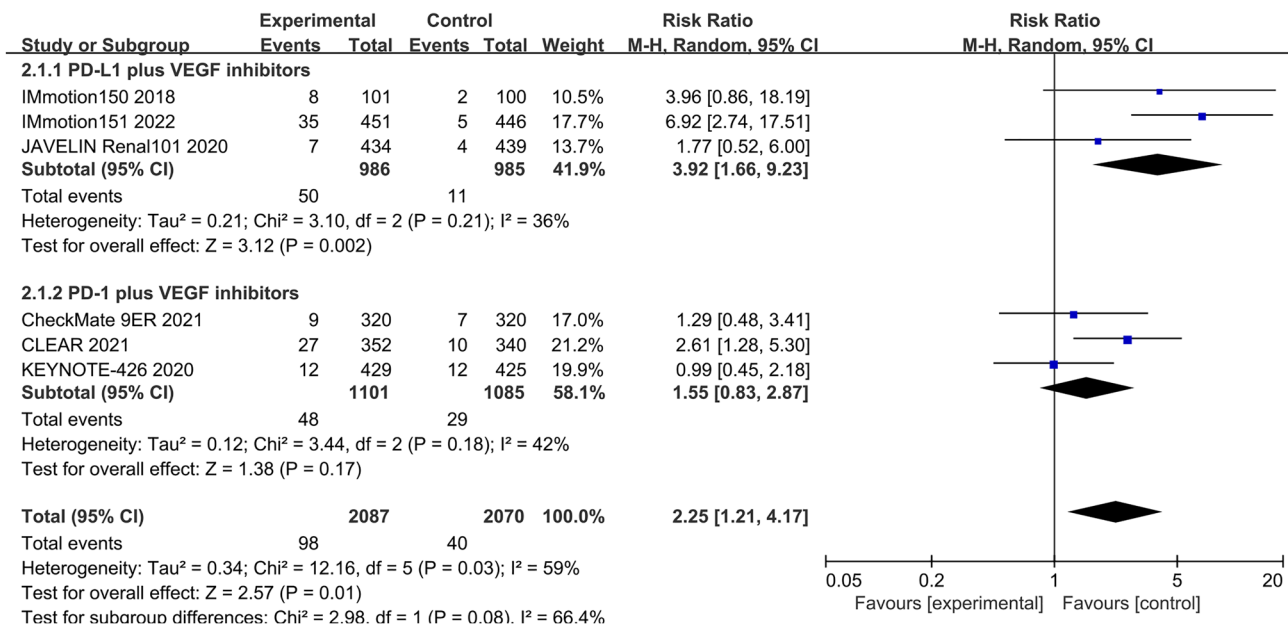 Experimental Control Risk Ratio Risk Ratio
Study or Subgroup Events Total Events Total Weight M-H, Random, 95% CI M-H, Random, 95% CI
2.1.1 PD-L1 plus VEGF inhibitors
IMmotion150 2018 8 101 2 100 10.5% 3.96 [0.86, 18.19]
IMmotion151 2022 35 451 5 446 17.7% 6.92 [2.74, 17.51]
JAVELIN Renal101 2020 7 434 4 439 13.7% 1.77 [0.52, 6.00]
Subtotal (95% CI) 986 985 41.9% 3.92 [1.66, 9.23]
Total events 50 11
Heterogeneity: Tau² = 0.21; Chi² = 3.10, df = 2 (P = 0.21); I² = 36%
Test for overall effect: Z = 3.12 (P = 0.002)
2.1.2 PD-1 plus VEGF inhibitors
CheckMate 9ER 2021 9 320 7 320 17.0% 1.29 [0.48, 3.41]
CLEAR 2021 27 352 10 340 21.2% 2.61 [1.28, 5.30]
KEYNOTE-426 2020 12 429 12 425 19.9% 0.99 [0.45, 2.18]
Subtotal (95% CI) 1101 1085 58.1% 1.55 [0.83, 2.87]
Total events 48 29
Heterogeneity: Tau² = 0.12; Chi² = 3.44, df = 2 (P = 0.18); I² = 42%
Test for overall effect: Z = 1.38 (P = 0.17)
Total (95% CI) 2087 2070 100.0% 2.25 [1.21, 4.17]
Total events 98 40
Heterogeneity: Tau² = 0.34; Chi² = 12.16, df = 5 (P = 0.03); I² = 59%
Test for overall effect: Z = 2.57 (P = 0.01)
Test for subgroup differences: Chi² = 2.98, df = 1 (P = 0.08), I² = 66.4%
0.05 0.2 1 5 20
Favours [experimental] Favours [control]